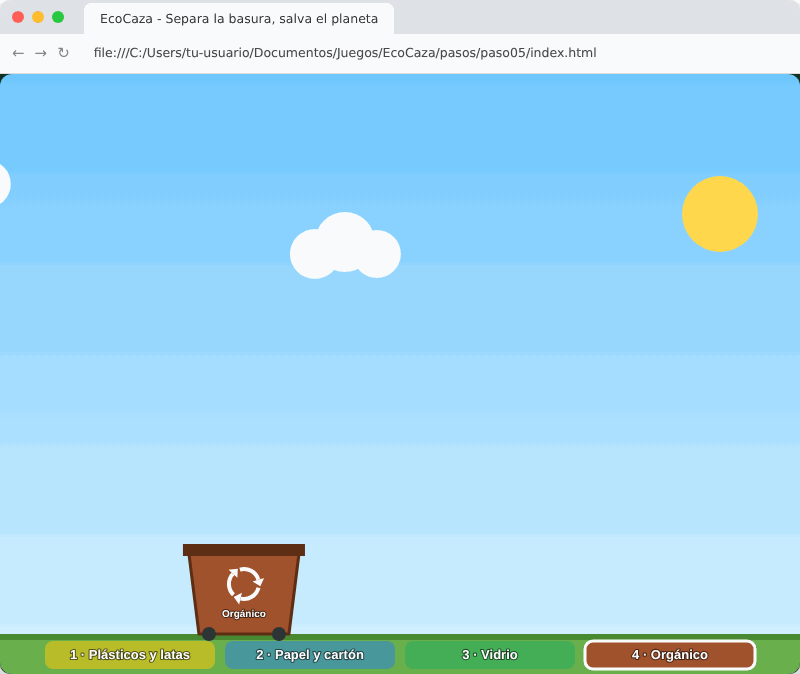 EcoCaza - Separa la basura, salva el planeta
file:///C:/Users/tu-usuario/Documentos/Juegos/EcoCaza/pasos/paso05/index.html
Orgánico
1 · Plásticos y latas
2 · Papel y cartón
3 · Vidrio
4 · Orgánico